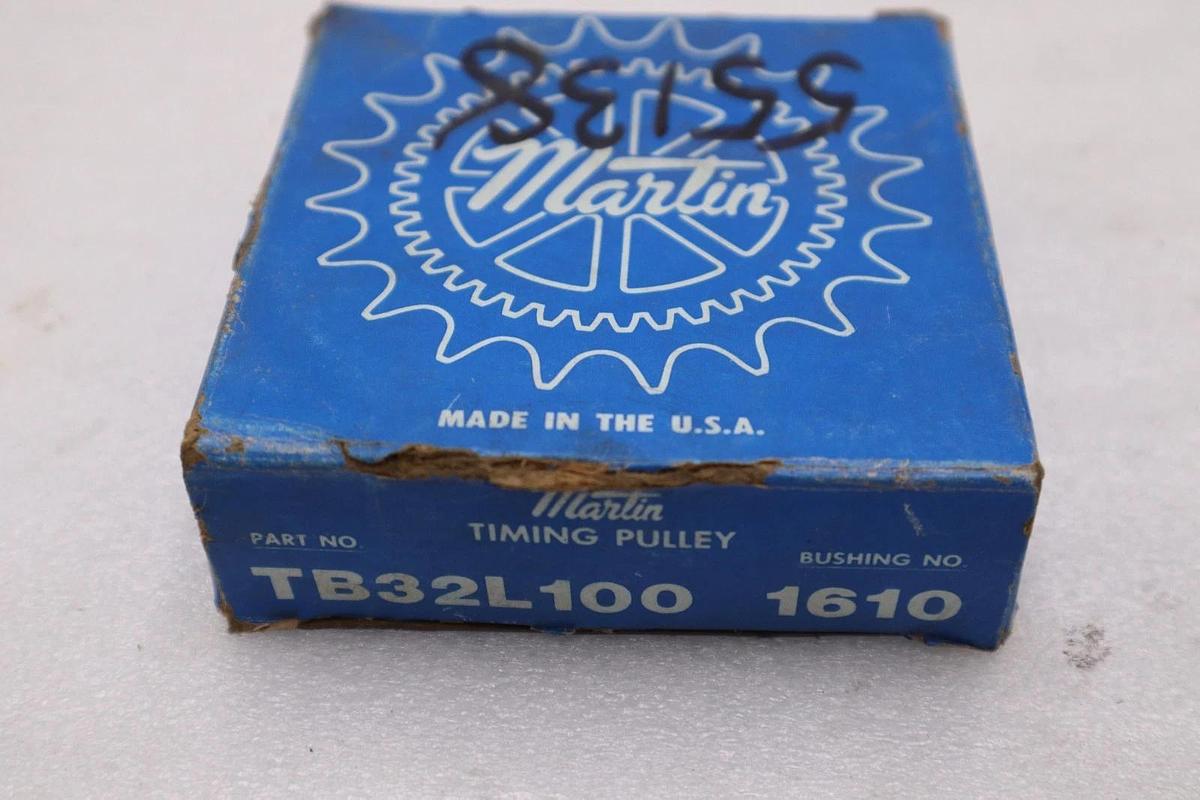 55138
Martin
MADE IN THE U.S.A.
Martin
TIMING PULLEY
PART NO. BUSHING NO.
TB32L100 1610